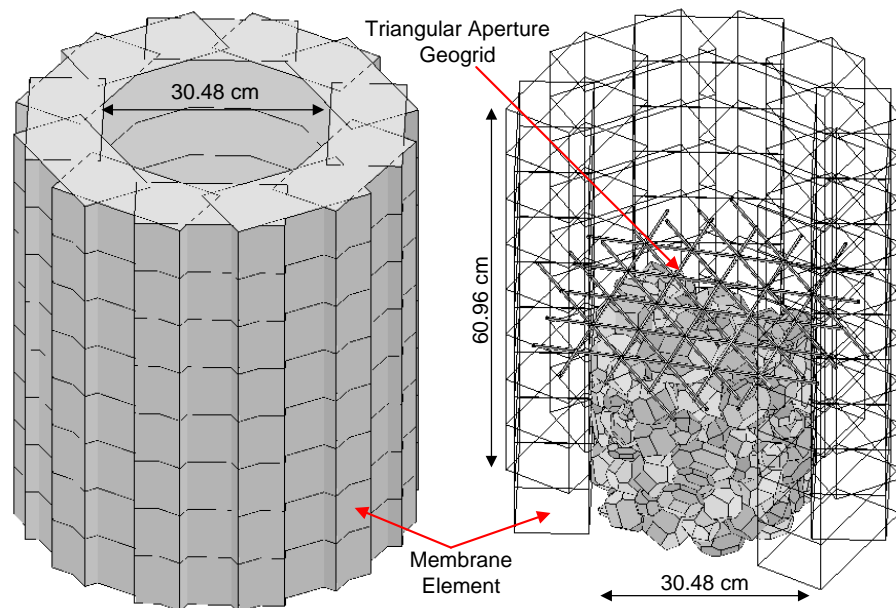 Triangular Aperture
Geogrid
30.48 cm
60.96 cm
Membrane
Element
30.48 cm